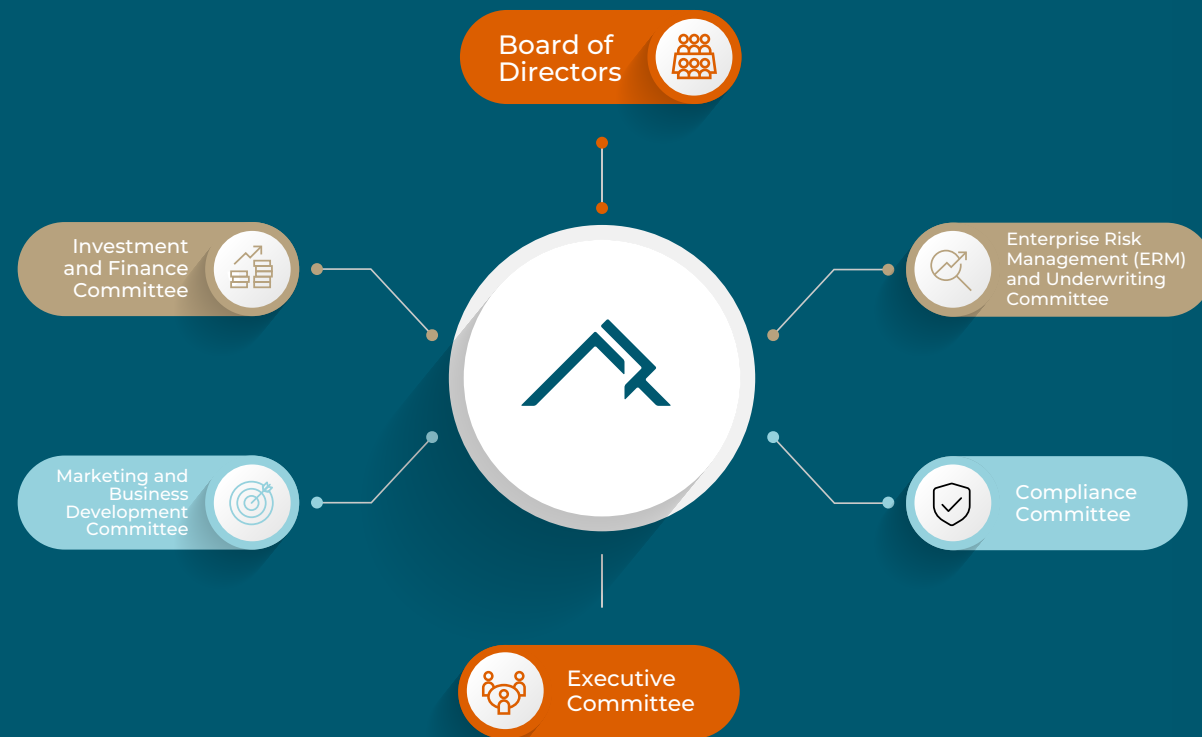 Board of
Directors
Investment
and Finance
Committee
Enterprise Risk
Management (ERM)
and Underwriting
Committee
Marketing and
Business
Development
Committee
Compliance
Committee
Executive
Committee